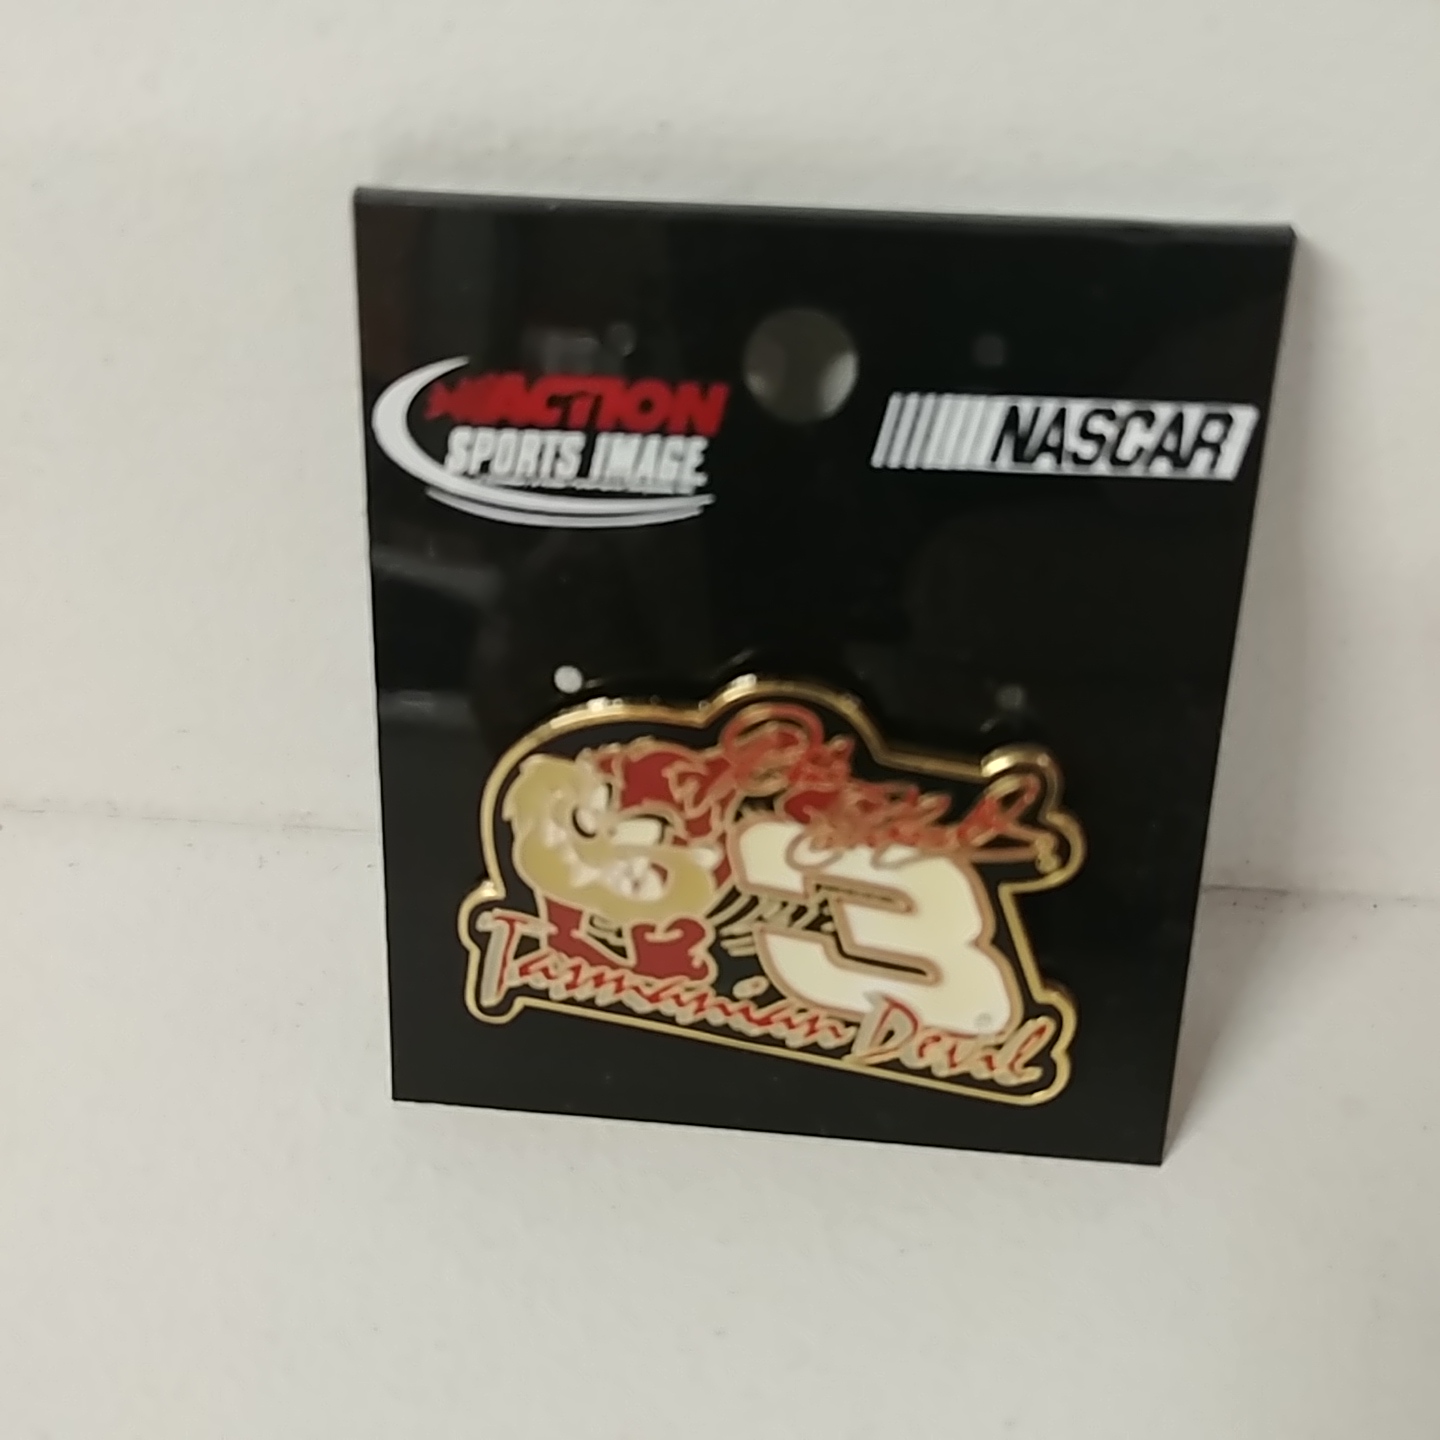 ACTION
SPORTS IMAGE
NASCAR
3
Tasmanian Devil